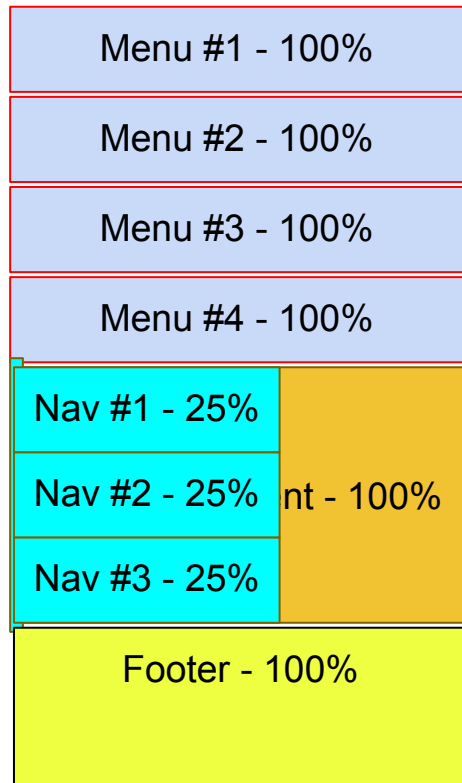 Menu #1 - 100%
Menu #2 - 100%
Menu #3 - 100%
Menu #4 - 100%
Nav #1 - 25%
Nav #2 - 25%
nt - 100%
Nav #3 - 25%
Footer - 100%